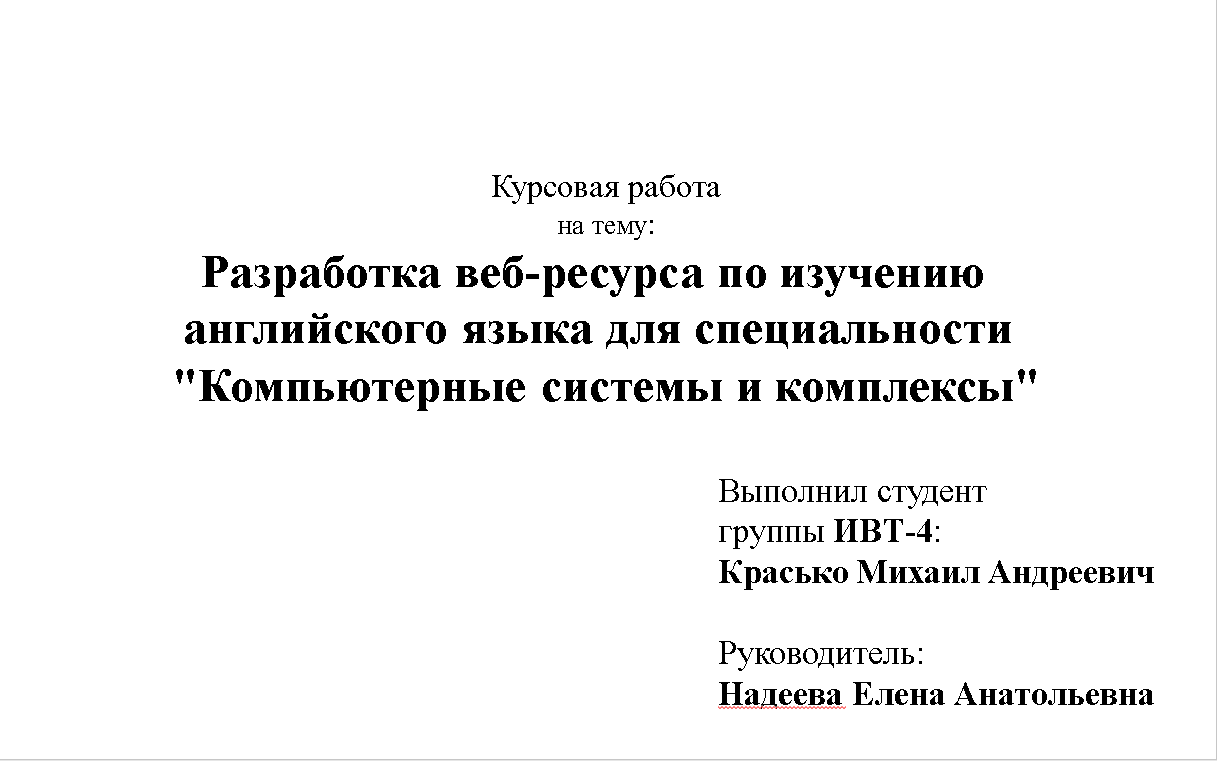 Курсовая работа
на тему:
Разработка веб-ресурса по изучению
английского языка для специальности
"Компьютерные системы и комплексы"
Выполнил студент
группы ИВТ-4:
Красько Михаил Андреевич
Руководитель:
Надеева Елена Анатольевна